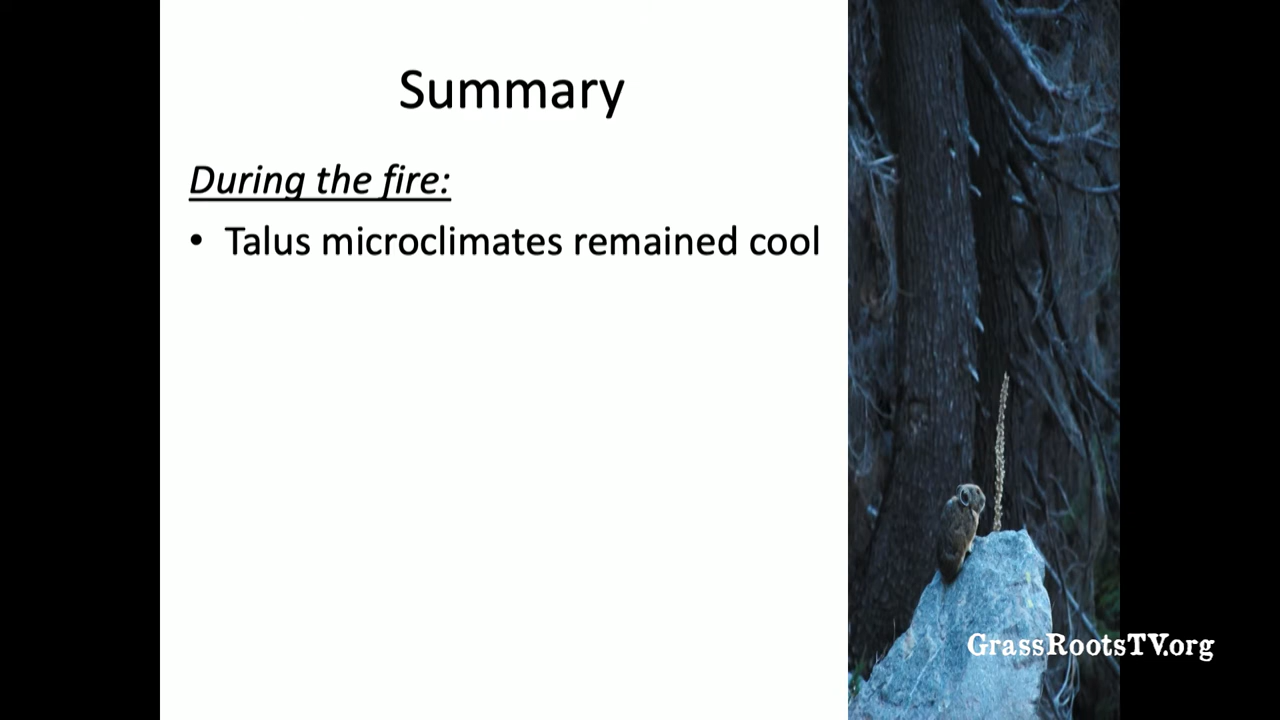 Summary
During the fire:
• Talus microclimates remained cool
GrassRootsTV.org